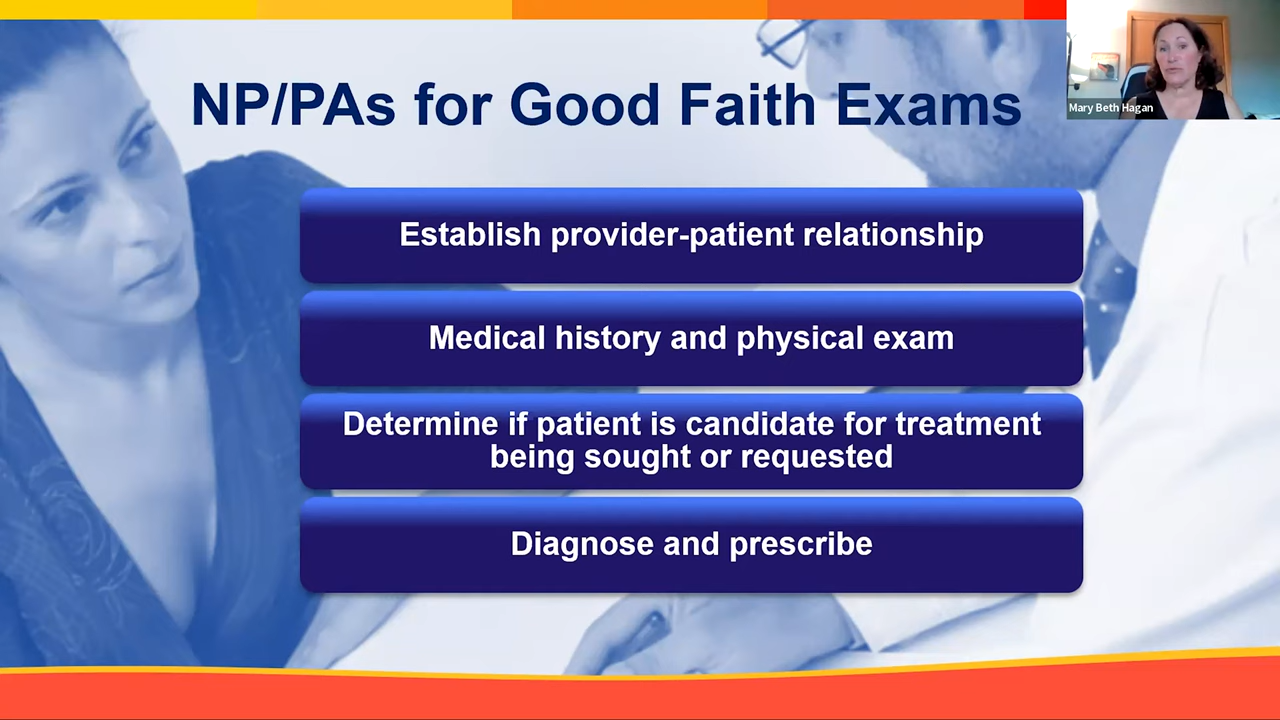 NP/PAs for Good Faith Exams
Mary Beth Hagan
Establish provider-patient relationship
Medical history and physical exam
Determine if patient is candidate for treatment
being sought or requested
Diagnose and prescribe